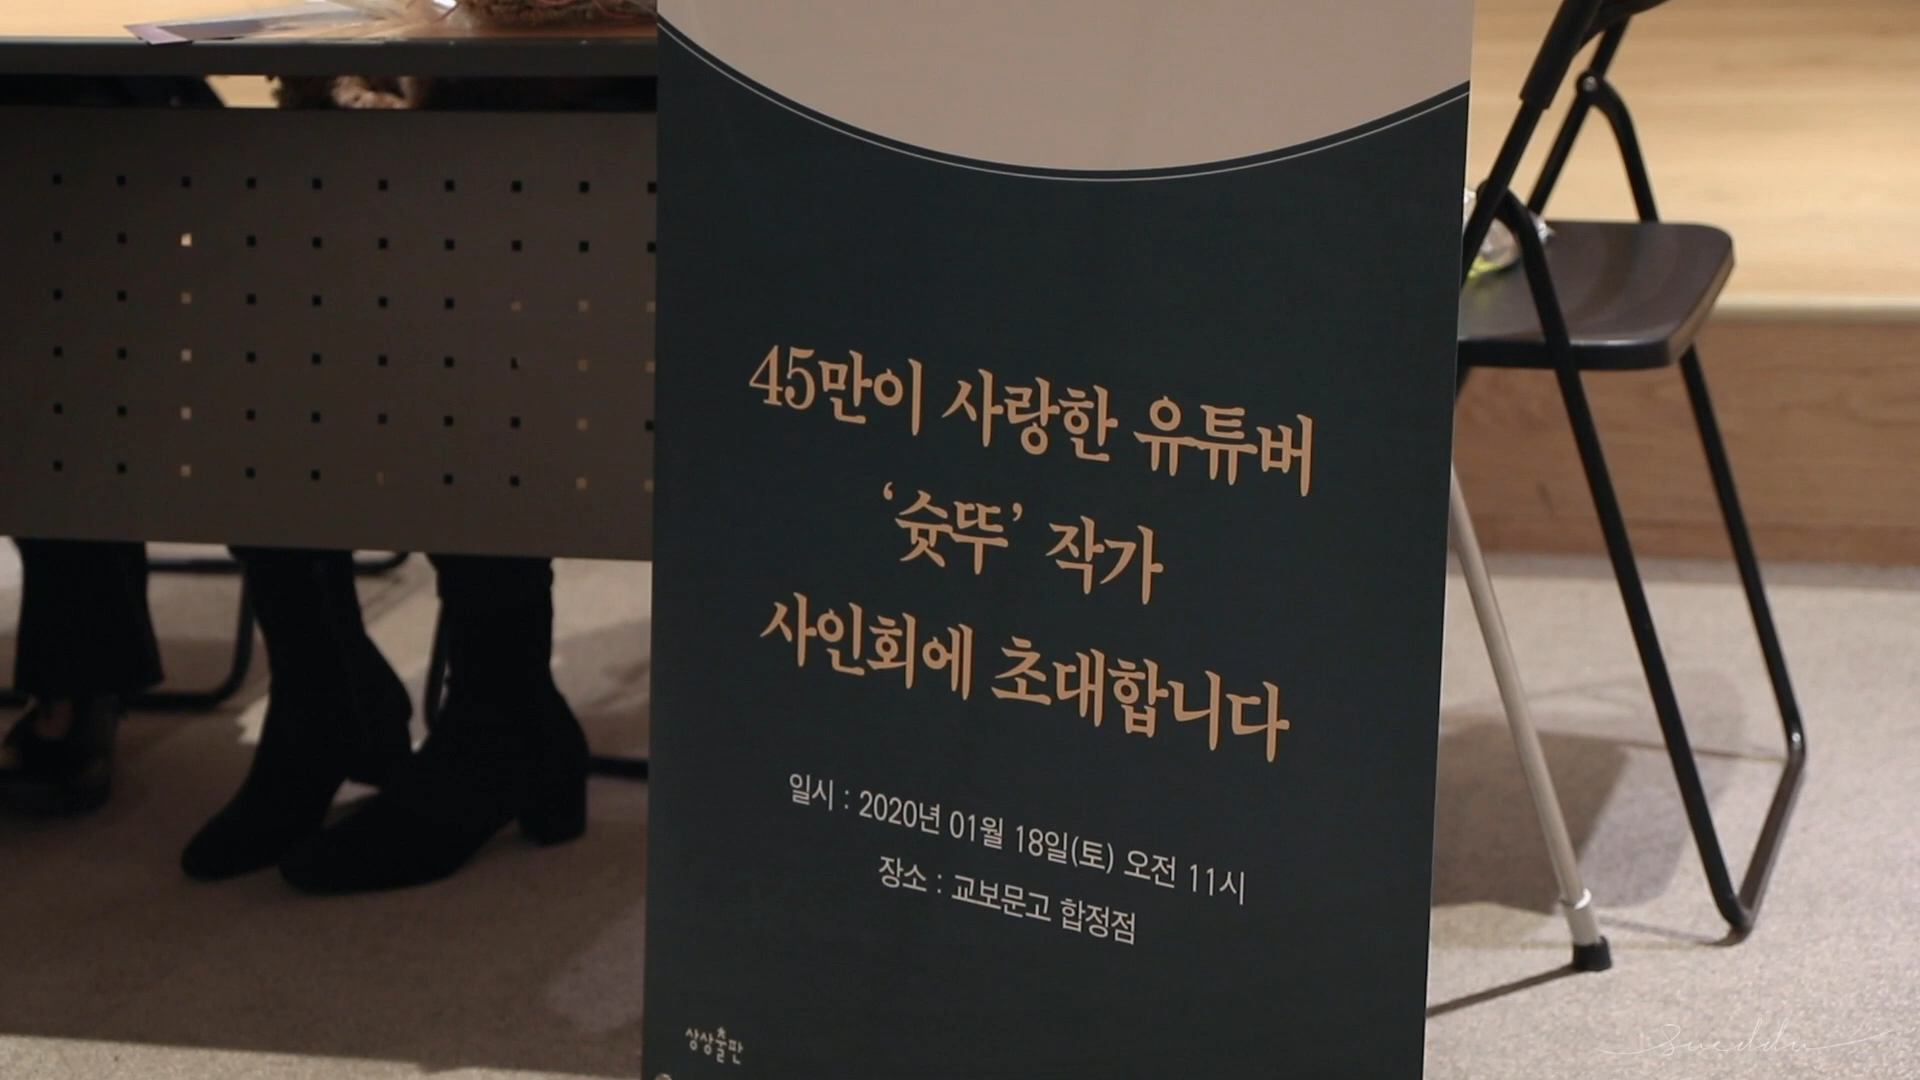 45만이 사랑한 유튜버
‘슛뚜’ 작가
사인회에 초대합니다
일시 : 2020년 01월 18일(토) 오전 11시
장소 : 교보문고 합정점
상상출판
sueddu